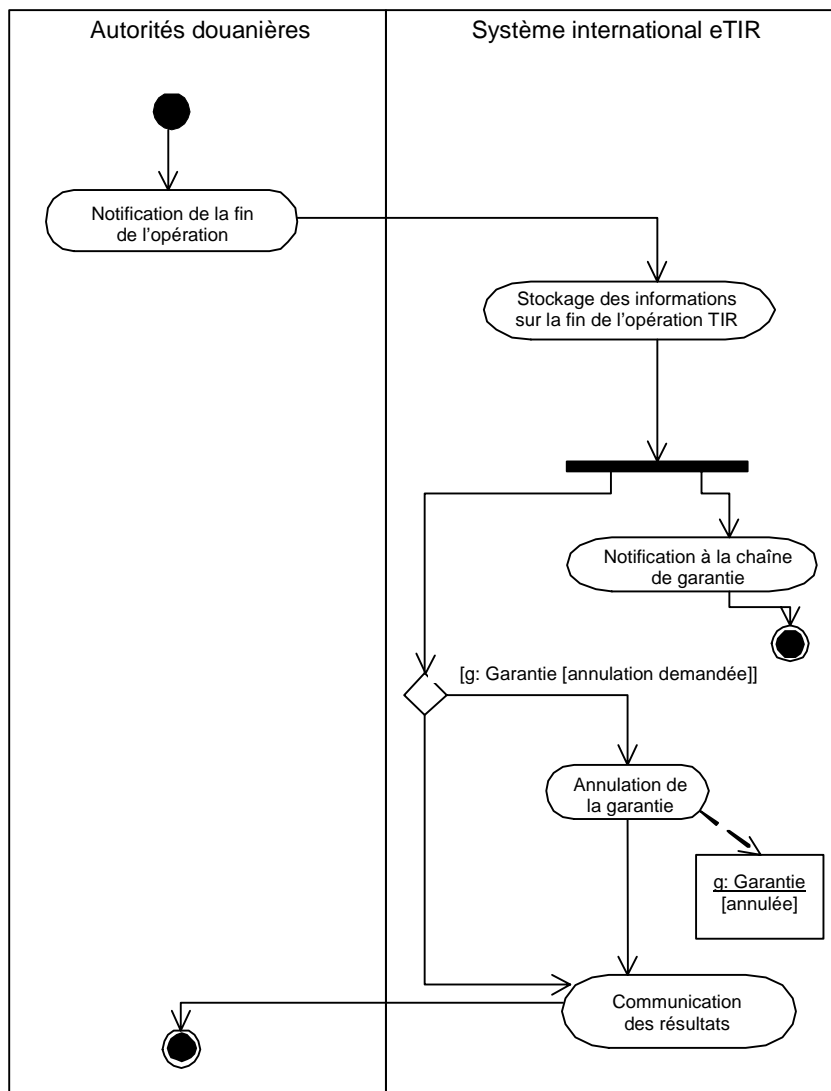 Autorités douanières
Système international eTIR
Notification de la fin
de l'opération
Stockage des informations
sur la fin de l'opération TIR
Notification à la chaîne
de garantie
[g: Garantie [annulation demandée]]
Annulation de
la garantie
g: Garantie
[annulée]
Communication
des résultats